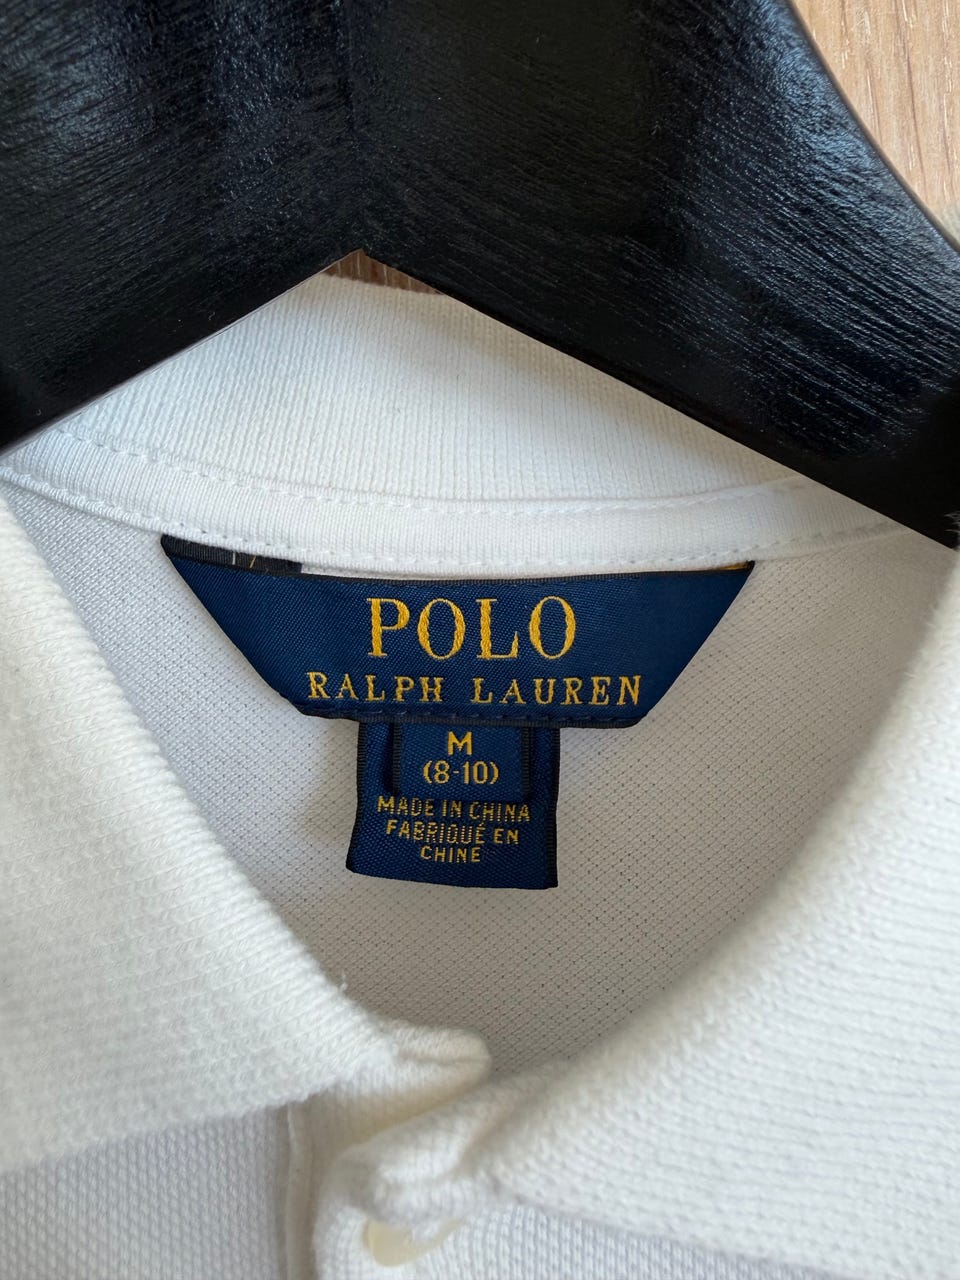 POLO
RALPH LAUREN
M
(8-10)
MADE IN CHINA
FABRIQUÉ EN
CHINE